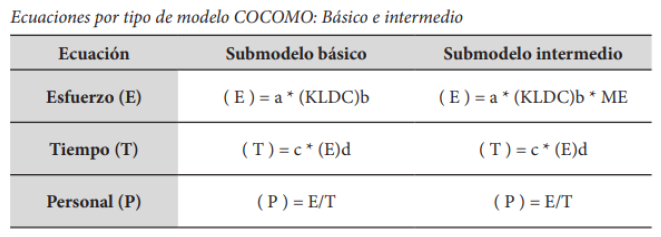 Ecuaciones por tipo de modelo COCOMO: Básico e intermedio
Ecuación Submodelo básico Submodelo intermedio
Esfuerzo (E) ( E ) = a * (KLDC)b ( E ) = a * (KLDC)b * ME
Tiempo (T) ( T ) = c * (E)d ( T ) = c * (E)d
Personal (P) ( P ) = E/T ( P ) = E/T